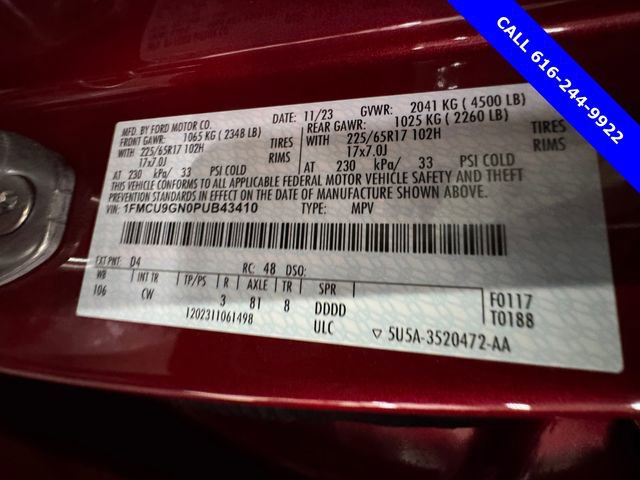 CALL 616-244-9922
MFD. BY FORD MOTOR CO. DATE: 11/23 GVWR: 2041 KG ( 4500 LB)
FRONT GAWR: 1065 KG ( 2348 LB) REAR GAWR: 1025 KG ( 2260 LB)
WITH 225/65R17 102H TIRES WITH 225/65R17 102H TIRES
17x7.0J RIMS 17x7.0J RIMS
AT 230 kPa/ 33 PSI COLD AT 230 kPa/ 33 PSI COLD
THIS VEHICLE CONFORMS TO ALL APPLICABLE FEDERAL MOTOR VEHICLE SAFETY AND THEFT
PREVENTION STANDARDS IN EFFECT ON THE DATE OF MANUFACTURE SHOWN ABOVE.
VIN: 1FMCU9GN0PUB43410 TYPE: MPV
EXT PNT: D4 RC: 48 DSO:
WB INT TR TP/PS R AXLE TR SPR
106 CW 3 81 8 DDDD F0117
1202311061498 ULC T0188
▽ 5U5A-3520472-AA